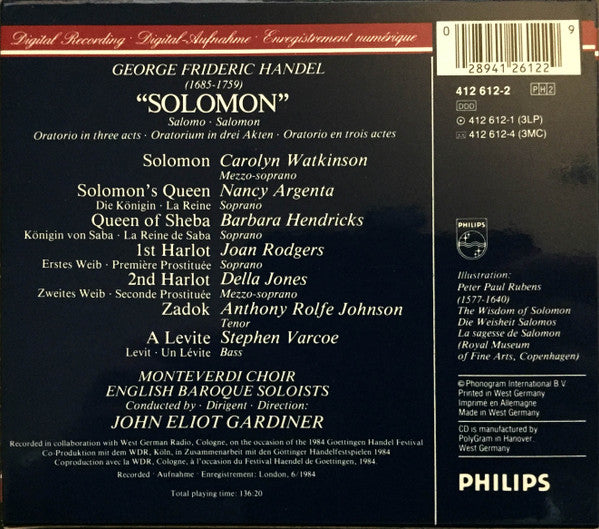 Digital Recording · Digital-Aufnahme · Enregistrement numérique
GEORGE FRIDERIC HANDEL
(1685-1759)
“SOLOMON”
Salomo · Salomon
Oratorio in three acts · Oratorium in drei Akten · Oratorio en trois actes
Solomon Carolyn Watkinson
Mezzo-soprano
Solomon's Queen Nancy Argenta
Die Königin · La Reine Soprano
Queen of Sheba Barbara Hendricks
Königin von Saba · La Reine de Saba Soprano
1st Harlot Joan Rodgers
Erstes Weib · Première Prostituée Soprano
2nd Harlot Della Jones
Zweites Weib · Seconde Prostituée Mezzo-soprano
Zadok Anthony Rolfe Johnson
Tenor
A Levite Stephen Varcoe
Levit · Un Lévite Bass
MONTEVERDI CHOIR
ENGLISH BAROQUE SOLOISTS
Conducted by · Dirigent · Direction:
JOHN ELIOT GARDINER
Recorded in collaboration with West German Radio, Cologne, on the occasion of the 1984 Goettingen Handel Festival
Co-Produktion mit dem WDR, Köln, in Zusammenarbeit mit den Göttinger Händelfestspielen 1984
Coproduction avec la WDR, Cologne, à l'occasion du Festival Haendel de Goettingen, 1984.
Recorded · Aufnahme · Enregistrement: London, 6/1984
Total playing time: 136:20
0 28941 26122 9
412 612-2 PH2
DDD
412 612-1 (3LP)
412 612-4 (3MC)
PHILIPS
Illustration:
Peter Paul Rubens
(1577-1640)
The Wisdom of Solomon
Die Weisheit Salomos
La sagesse de Salomon
(Royal Museum
of Fine Arts, Copenhagen)
℗ Phonogram International B.V.
Printed in West Germany
Imprimé en Allemagne
Made in West Germany
CD is manufactured by
PolyGram in Hanover,
West Germany
PHILIPS